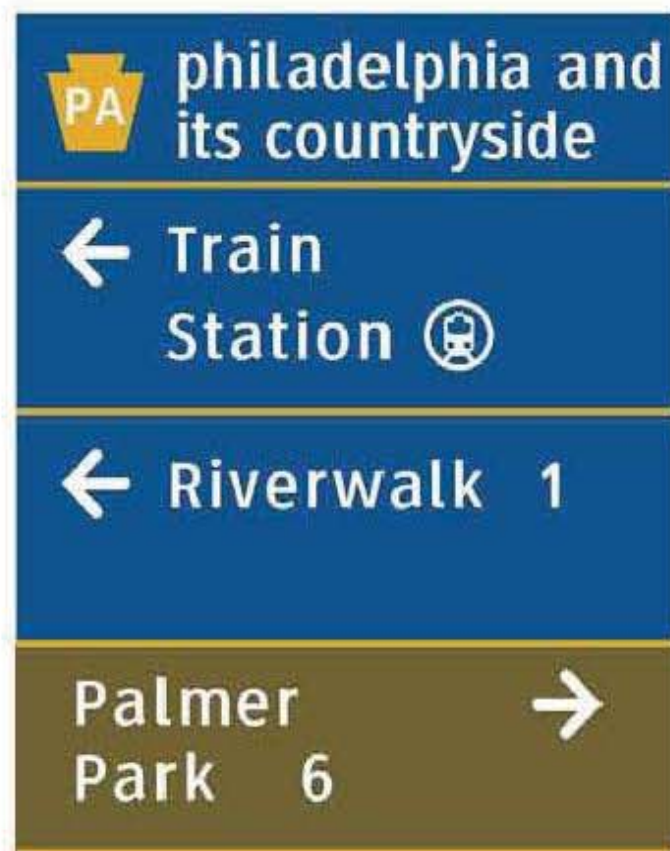 PA
philadelphia and
its countryside
← Train
Station
← Riverwalk 1
Palmer →
Park 6